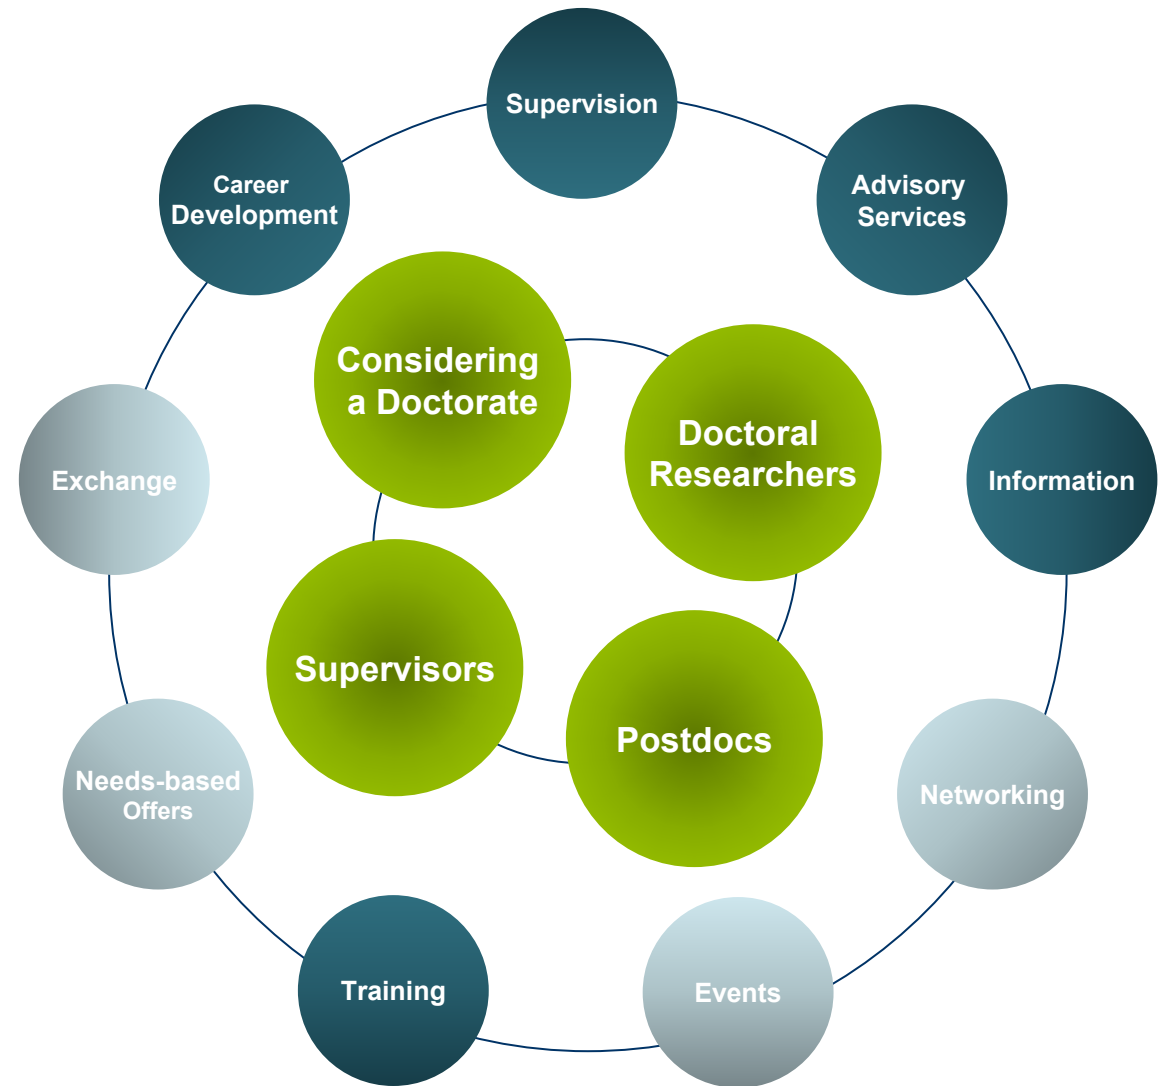 Supervision
Career
Development
Advisory
Services
Considering
a Doctorate
Doctoral
Researchers
Exchange
Information
Supervisors
Postdocs
Needs-based
Offers
Networking
Training
Events